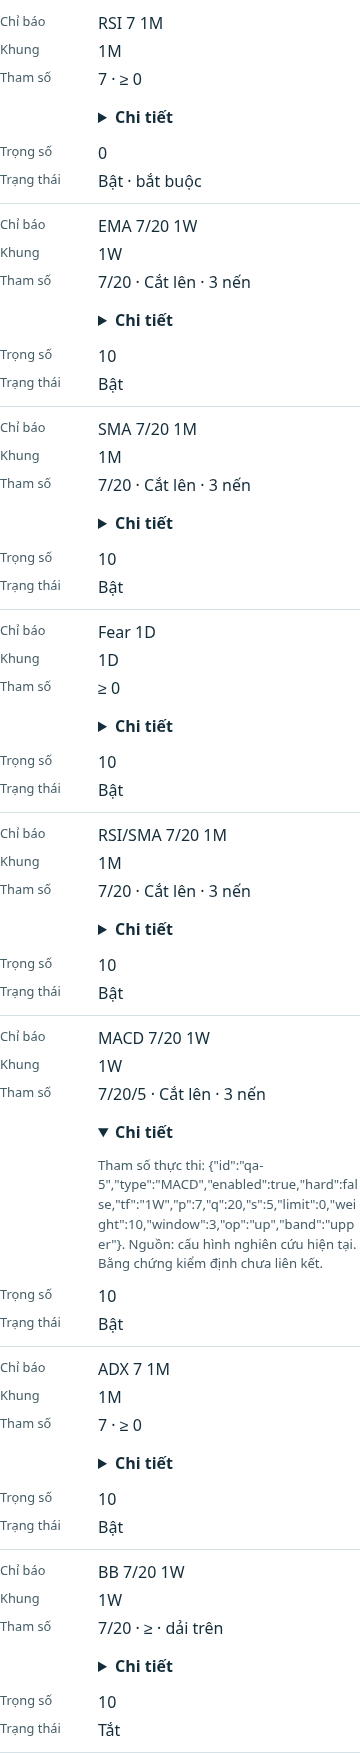 Chỉ báo RSI 7 1M
Khung 1M
Tham số 7 · ≥ 0
▶ Chi tiết
Trọng số 0
Trạng thái Bật · bắt buộc
Chỉ báo EMA 7/20 1W
Khung 1W
Tham số 7/20 · Cắt lên · 3 nến
▶ Chi tiết
Trọng số 10
Trạng thái Bật
Chỉ báo SMA 7/20 1M
Khung 1M
Tham số 7/20 · Cắt lên · 3 nến
▶ Chi tiết
Trọng số 10
Trạng thái Bật
Chỉ báo Fear 1D
Khung 1D
Tham số ≥ 0
▶ Chi tiết
Trọng số 10
Trạng thái Bật
Chỉ báo RSI/SMA 7/20 1M
Khung 1M
Tham số 7/20 · Cắt lên · 3 nến
▶ Chi tiết
Trọng số 10
Trạng thái Bật
Chỉ báo MACD 7/20 1W
Khung 1W
Tham số 7/20/5 · Cắt lên · 3 nến
▼ Chi tiết
Tham số thực thi: {"id":"qa-
5","type":"MACD","enabled":true,"hard":fal
se,"tf":"1W","p":7,"q":20,"s":5,"limit":0,"wei
ght":10,"window":3,"op":"up","band":"upp
er"}. Nguồn: cấu hình nghiên cứu hiện tại.
Bằng chứng kiểm định chưa liên kết.
Trọng số 10
Trạng thái Bật
Chỉ báo ADX 7 1M
Khung 1M
Tham số 7 · ≥ 0
▶ Chi tiết
Trọng số 10
Trạng thái Bật
Chỉ báo BB 7/20 1W
Khung 1W
Tham số 7/20 · ≥ · dải trên
▶ Chi tiết
Trọng số 10
Trạng thái Tắt